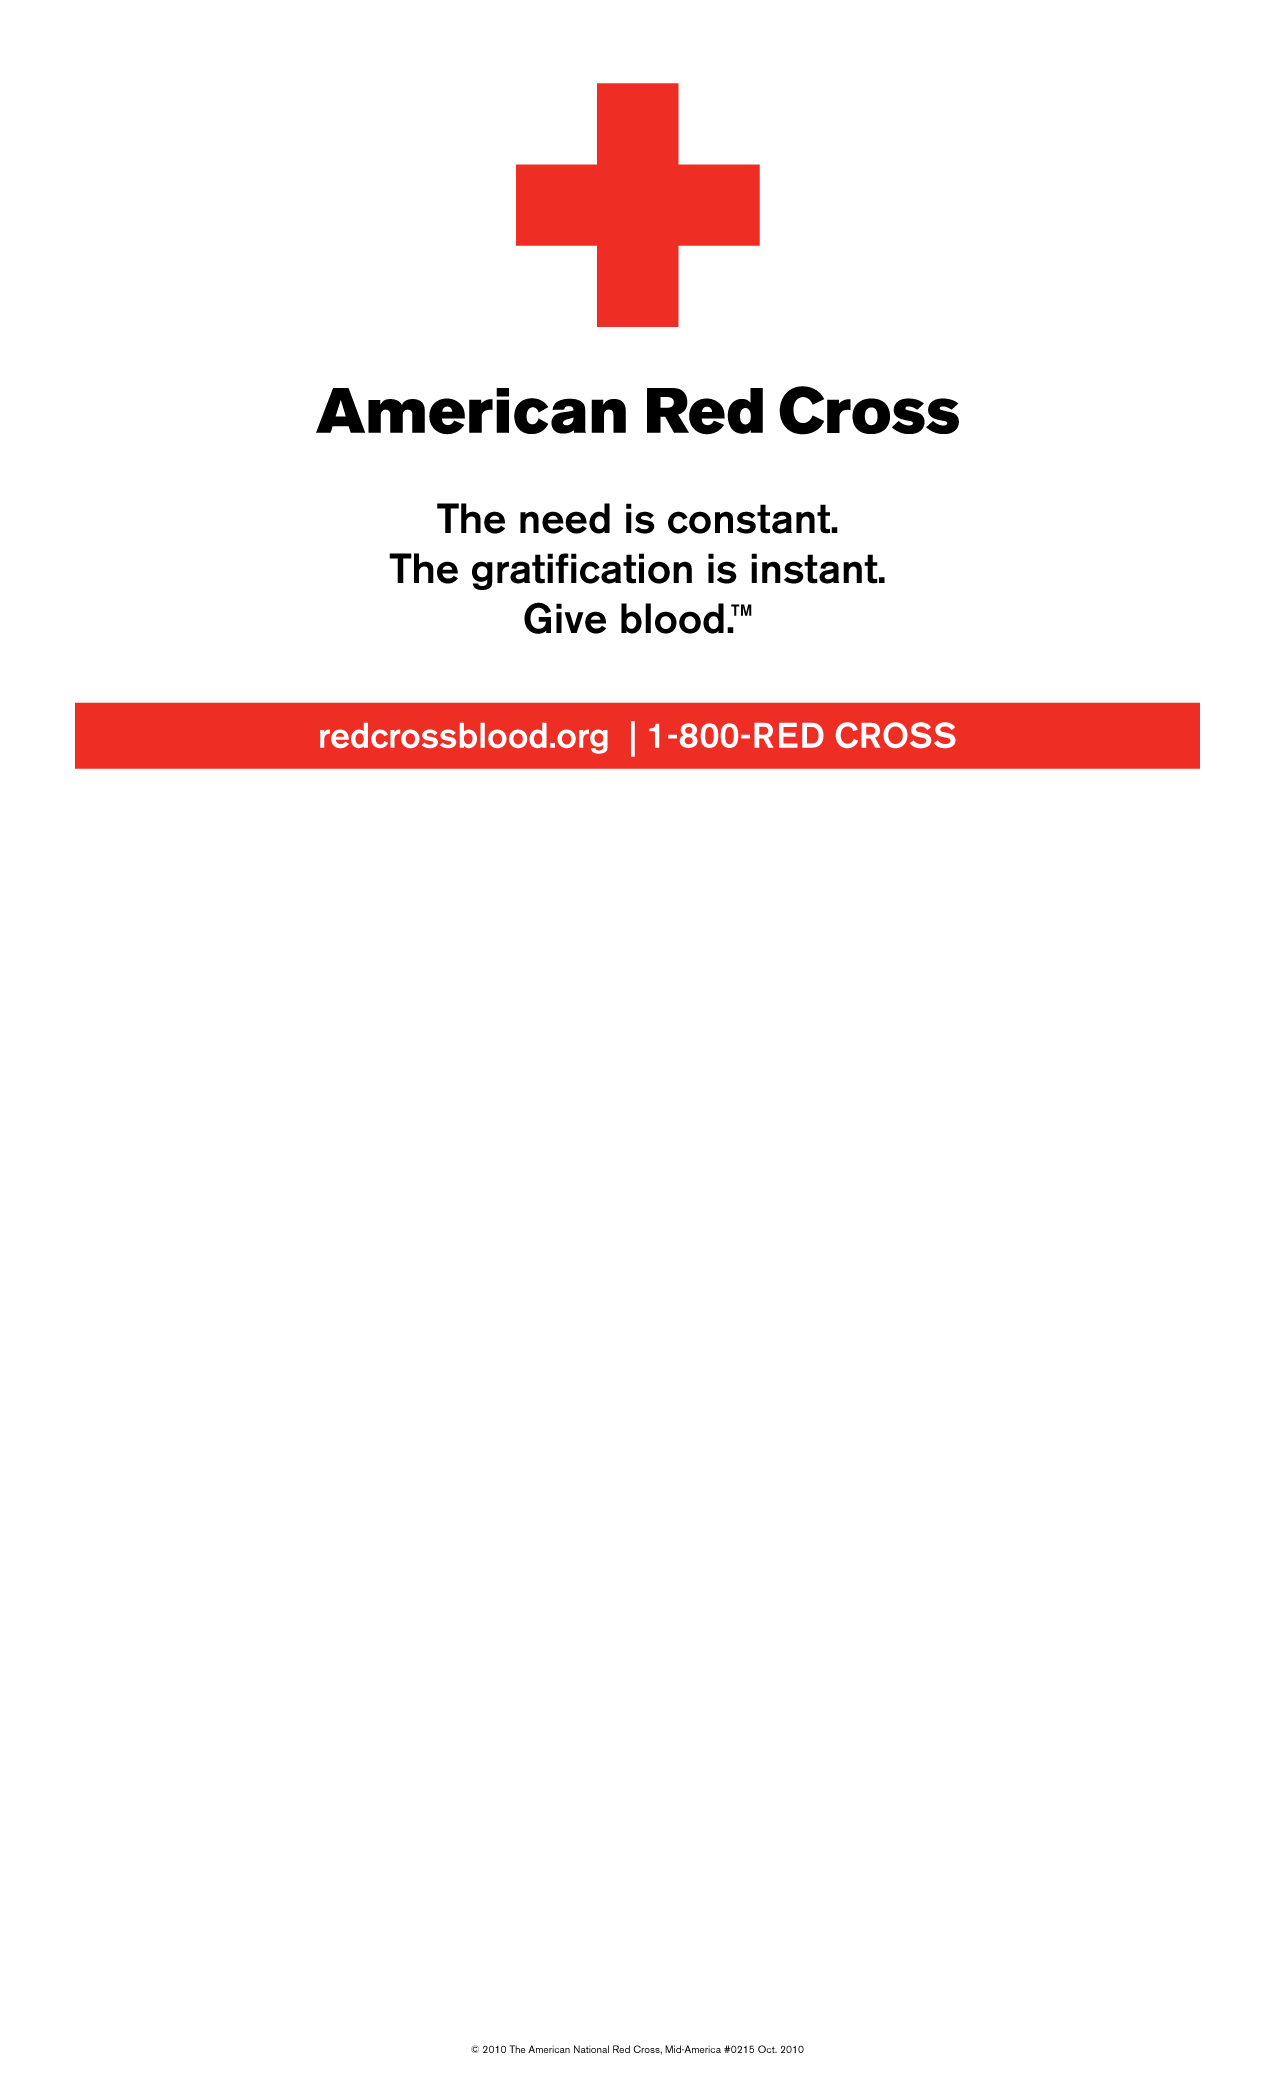 American Red Cross
The need is constant.
The gratification is instant.
Give blood.™
redcrossblood.org | 1-800-RED CROSS
© 2010 The American National Red Cross, Mid-America #0215 Oct. 2010